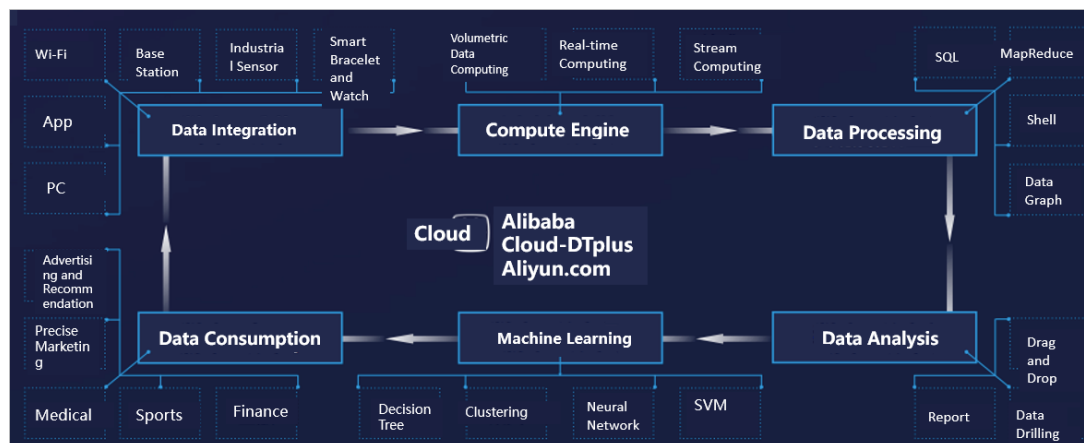 Wi-Fi
Base
Station
Industria
l Sensor
Smart
Bracelet
and
Watch
Volumetric
Data
Computing
Real-time
Computing
Stream
Computing
SQL
MapReduce
App
Data Integration
Compute Engine
Data Processing
Shell
PC
Data
Graph
Cloud
Alibaba
Cloud-DTplus
Aliyun.com
Advertisi
ng and
Recomm
endation
Precise
Marketin
g
Data Consumption
Machine Learning
Data Analysis
Drag
and
Drop
Medical
Sports
Finance
Decision
Tree
Clustering
Neural
Network
SVM
Report
Data
Drilling